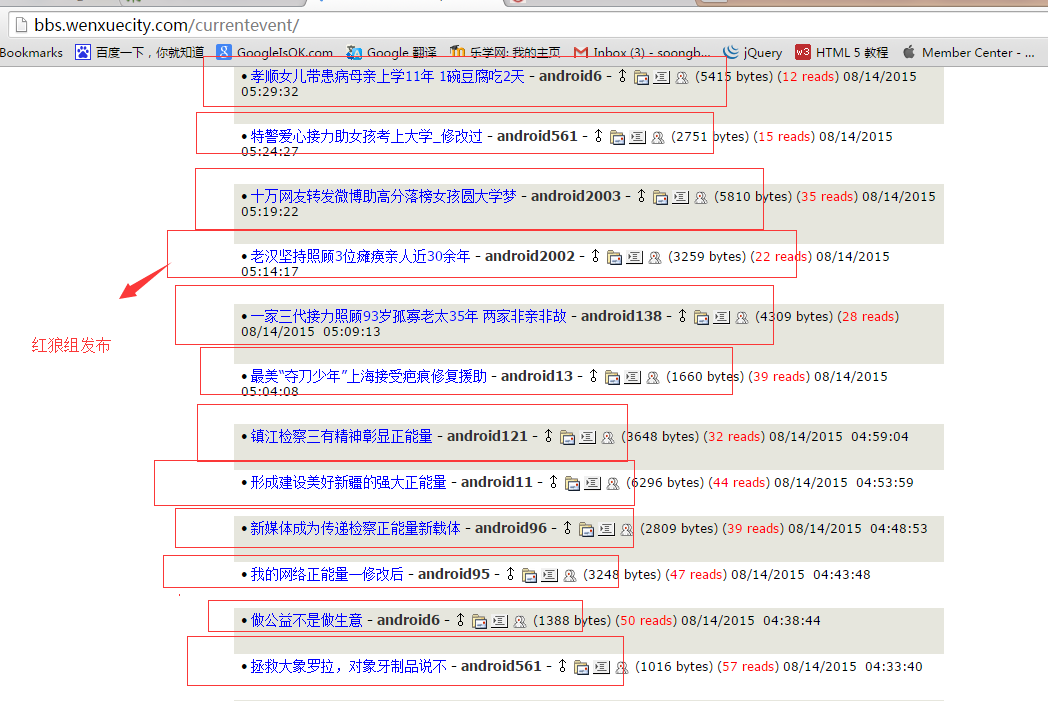 bbs.wenxuecity.com/currentevent/
Bookmarks 百度一下，你就知道 GoogleIsOK.com Google 翻译 乐学网: 我的主页 Inbox (3) - soongb... jQuery w3 HTML 5 教程 Member Center - ...
• 孝顺女儿带患病母亲上学11年 1碗豆腐吃2天 - android6 - (5415 bytes) (12 reads) 08/14/2015
05:29:32
• 特警爱心接力助女孩考上大学_修改过 - android561 - (2751 bytes) (15 reads) 08/14/2015
05:24:27
• 十万网友转发微博助高分落榜女孩圆大学梦 - android2003 - (5810 bytes) (35 reads) 08/14/2015
05:19:22
• 老汉坚持照顾3位瘫痪亲人近30余年 - android2002 - (3259 bytes) (22 reads) 08/14/2015
05:14:17
• 一家三代接力照顾93岁孤寡老太35年 两家非亲非故 - android138 - (4309 bytes) (28 reads)
08/14/2015 05:09:13
红狼组发布
• 最美“夺刀少年”上海接受疤痕修复援助 - android13 - (1660 bytes) (39 reads) 08/14/2015
05:04:08
• 镇江检察三有精神彰显正能量 - android121 - (3648 bytes) (32 reads) 08/14/2015 04:59:04
• 形成建设美好新疆的强大正能量 - android11 - (6296 bytes) (44 reads) 08/14/2015 04:53:59
• 新媒体成为传递检察正能量新载体 - android96 - (2809 bytes) (39 reads) 08/14/2015 04:48:53
• 我的网络正能量—修改后 - android95 - (3248 bytes) (47 reads) 08/14/2015 04:43:48
• 做公益不是做生意 - android6 - (1388 bytes) (50 reads) 08/14/2015 04:38:44
• 拯救大象罗拉，对象牙制品说不 - android561 - (1016 bytes) (57 reads) 08/14/2015 04:33:40